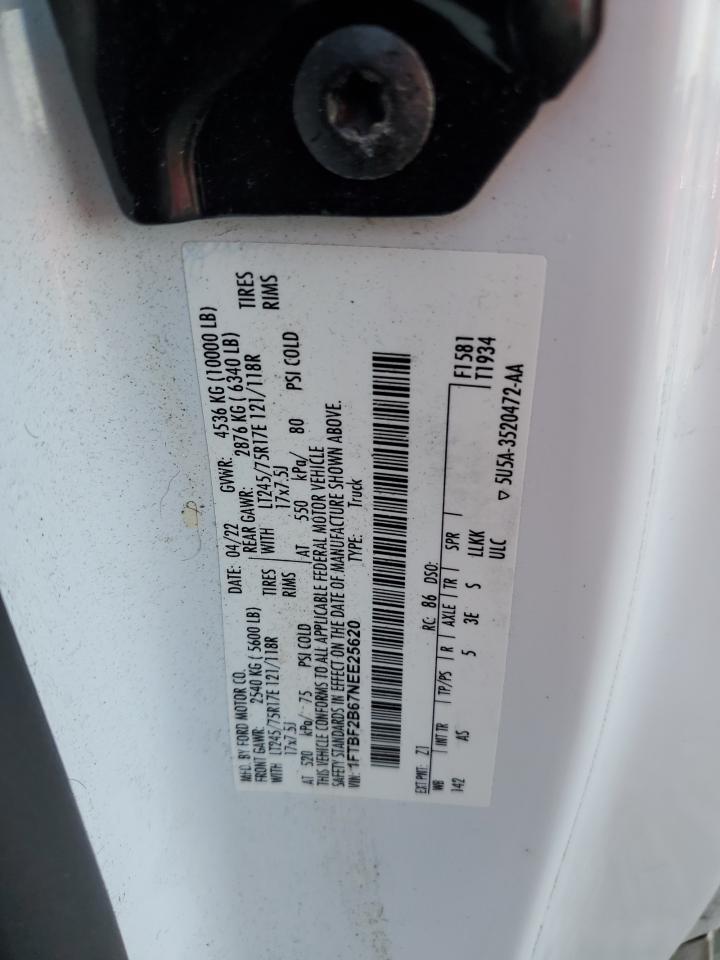 MFD. BY FORD MOTOR CO. DATE: 04/22 GVWR: 4536 KG (10000 LB)
FRONT GAWR: 2540 KG ( 5600 LB) REAR GAWR: 2876 KG ( 6340 LB)
WITH LT245/75R17E 121/118R TIRES WITH LT245/75R17E 121/118R TIRES
17x7.5J RIMS 17x7.5J RIMS
AT 520 kPa/ 75 PSI COLD AT 550 kPa/ 80 PSI COLD
THIS VEHICLE CONFORMS TO ALL APPLICABLE FEDERAL MOTOR VEHICLE
SAFETY STANDARDS IN EFFECT ON THE DATE OF MANUFACTURE SHOWN ABOVE.
VIN: 1FTBF2B67NEE25620 TYPE: Truck
EXT PNT: Z1 RC: 86 DSO: F1581
WB INT TR TP/PS R AXLE TR SPR T1934
142 AS 5 3E S LLKK
ULC ▽ 5U5A-3520472-AA